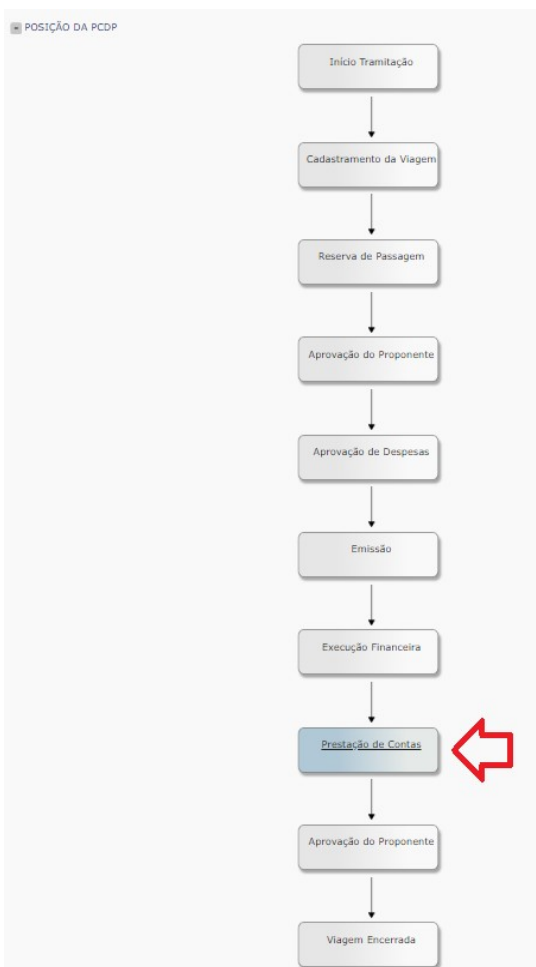 POSIÇÃO DA PCDP
Início Tramitação
Cadastramento da Viagem
Reserva de Passagem
Aprovação do Proponente
Aprovação de Despesas
Emissão
Execução Financeira
Prestação de Contas
Aprovação do Proponente
Viagem Encerrada